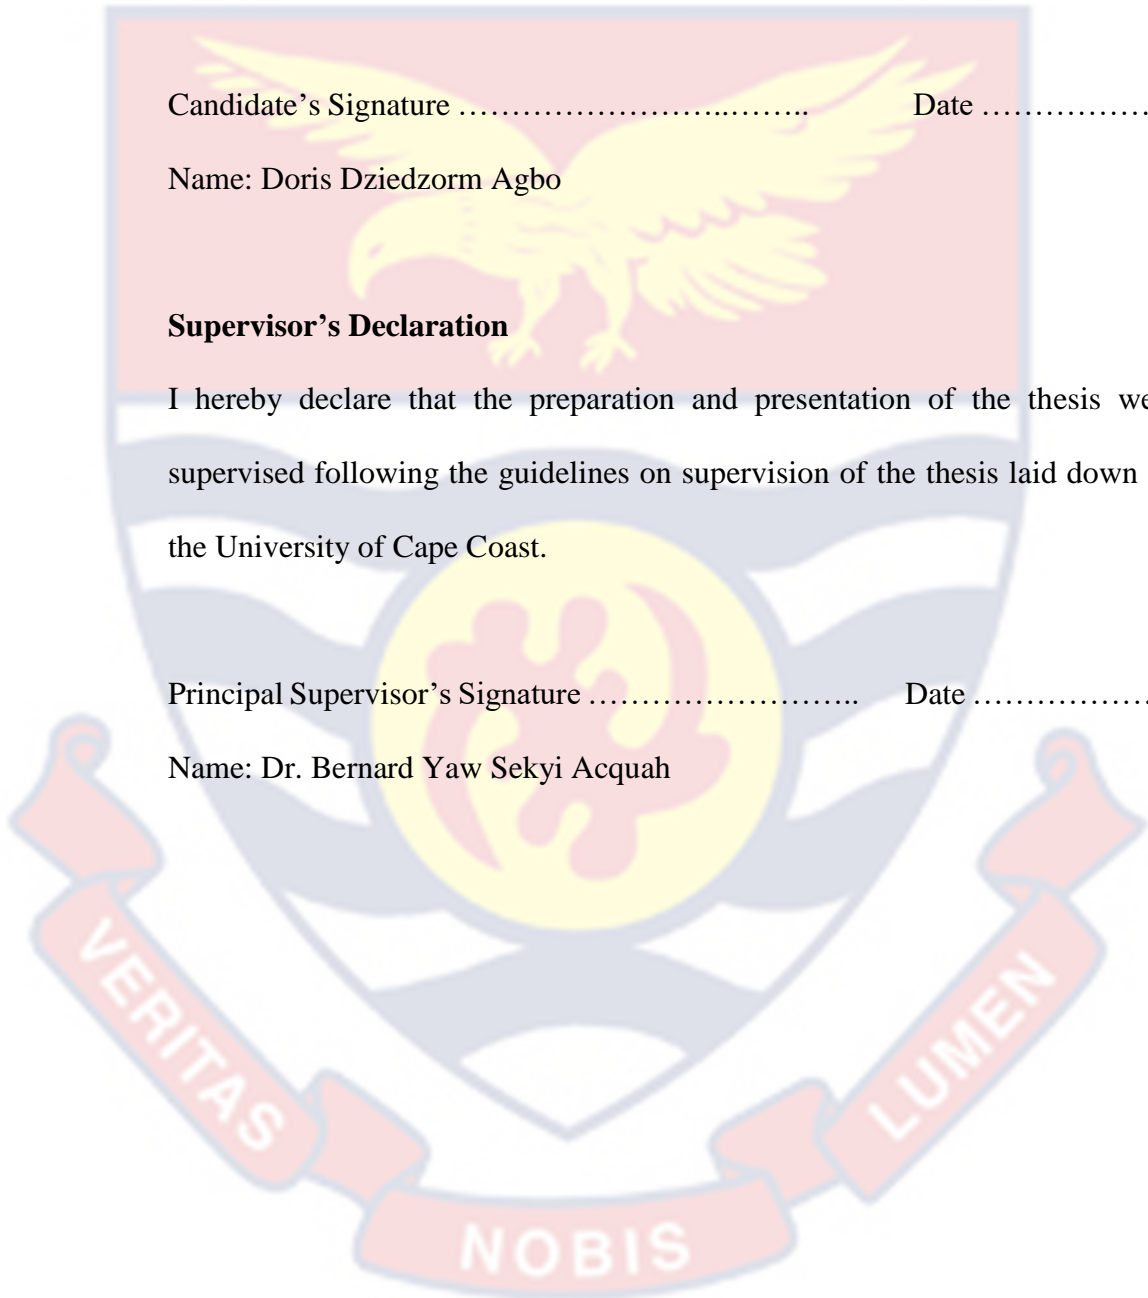 Candidate's Signature ……………………..…….. Date ……………
Name: Doris Dziedzorm Agbo
Supervisor's Declaration
I hereby declare that the preparation and presentation of the thesis we
supervised following the guidelines on supervision of the thesis laid down
the University of Cape Coast.
Principal Supervisor's Signature …………………….. Date ……………
Name: Dr. Bernard Yaw Sekyi Acquah
VERITAS
NOBIS
LUMEN